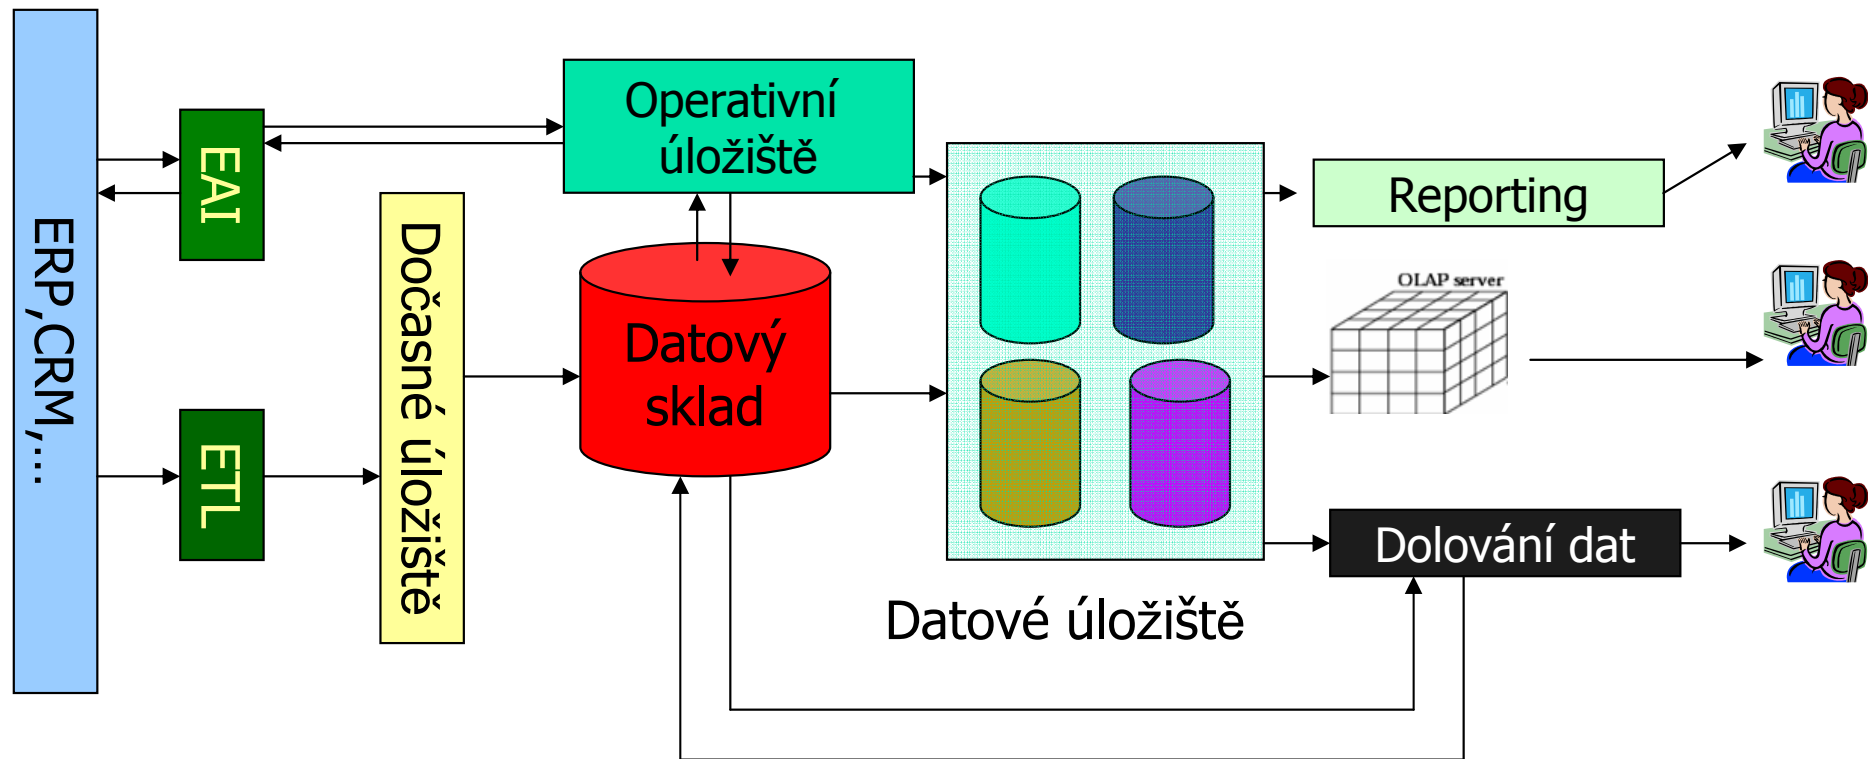 ERP,CRM,...
EAI
ETL
Dočasné úložiště
Operativní
úložiště
Datový
sklad
Datové úložiště
Reporting
OLAP server
Dolování dat